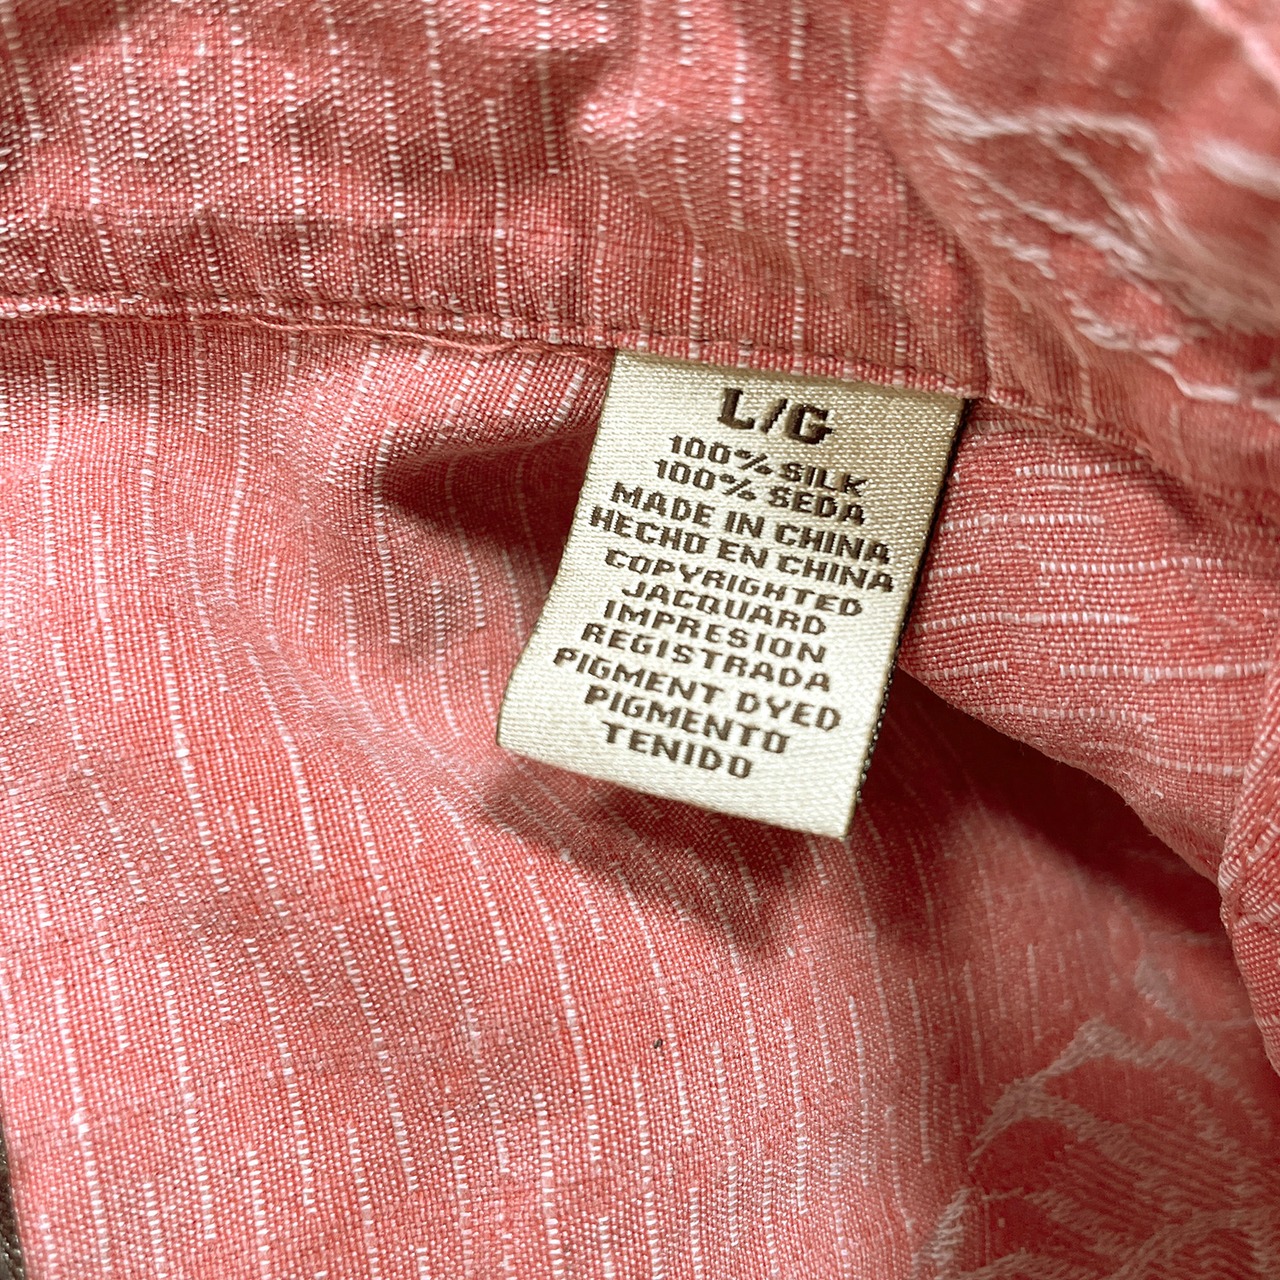 L/G
100% SILK
100% SEDA
MADE IN CHINA
HECHO EN CHINA
COPYRIGHTED
JACQUARD
IMPRESION
REGISTRADA
PIGMENT DYED
PIGMENTO
TENIDO